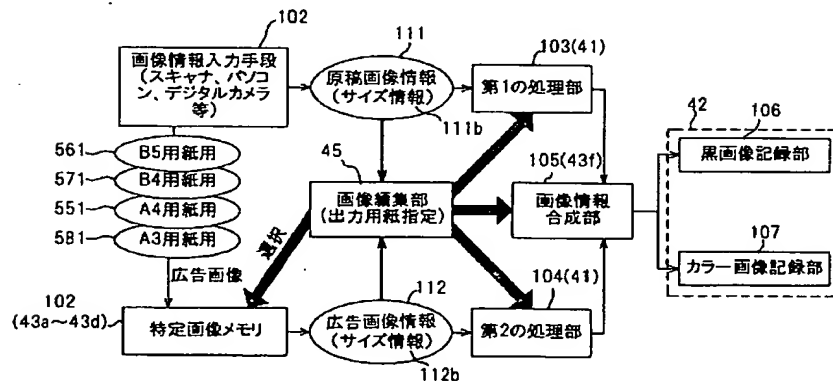 102
画像情報入力手段
(スキャナ、パソコ
ン、デジタルカメラ
等)
111
原稿画像情報
(サイズ情報)
111b
103(41)
第1の処理部
42
106
黒画像記録部
561
B5用紙用
571
B4用紙用
551
A4用紙用
581
A3用紙用
45
画像編集部
(出力用紙指定)
105(43f)
画像情報
合成部
選択
広告画像
107
カラー画像記録部
102
(43a～43d)
特定画像メモリ
112
広告画像情報
(サイズ情報)
112b
104(41)
第2の処理部